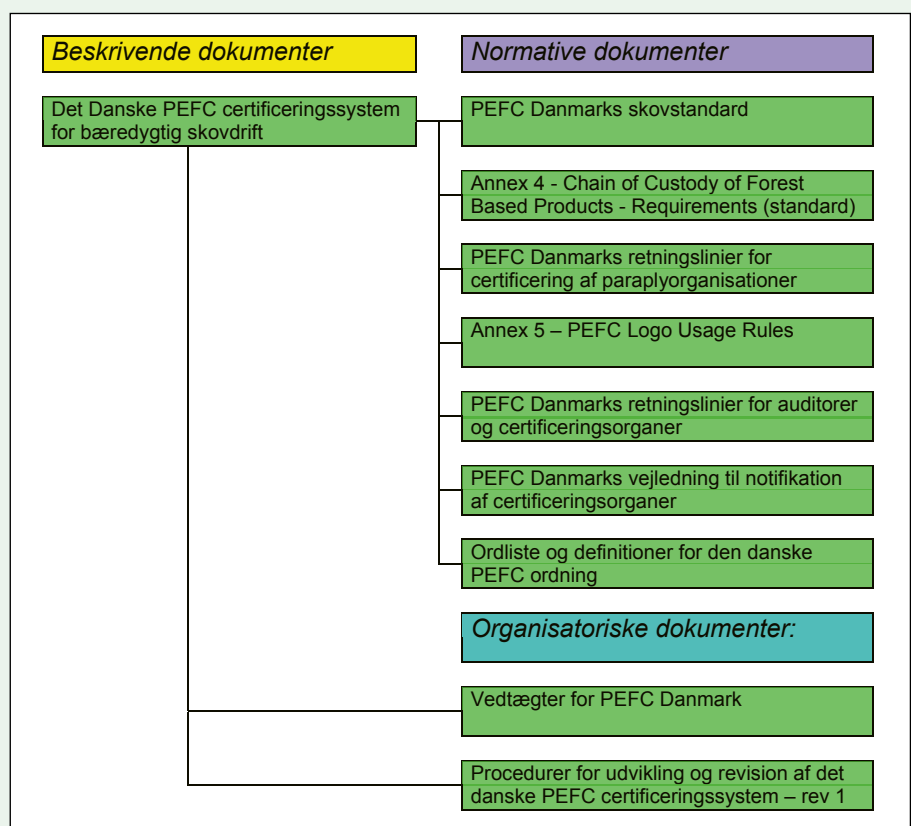 Beskrivende dokumenter
Normative dokumenter
Det Danske PEFC certificeringssystem
for bæredygtig skovdrift
PEFC Danmarks skovstandard
Annex 4 - Chain of Custody of Forest
Based Products - Requirements (standard)
PEFC Danmarks retningslinier for
certificering af paraplyorganisationer
Annex 5 – PEFC Logo Usage Rules
PEFC Danmarks retningslinier for auditorer
og certificeringsorganer
PEFC Danmarks vejledning til notifikation
af certificeringsorganer
Ordliste og definitioner for den danske
PEFC ordning
Organisatoriske dokumenter:
Vedtægter for PEFC Danmark
Procedurer for udvikling og revision af det
danske PEFC certificeringssystem – rev 1